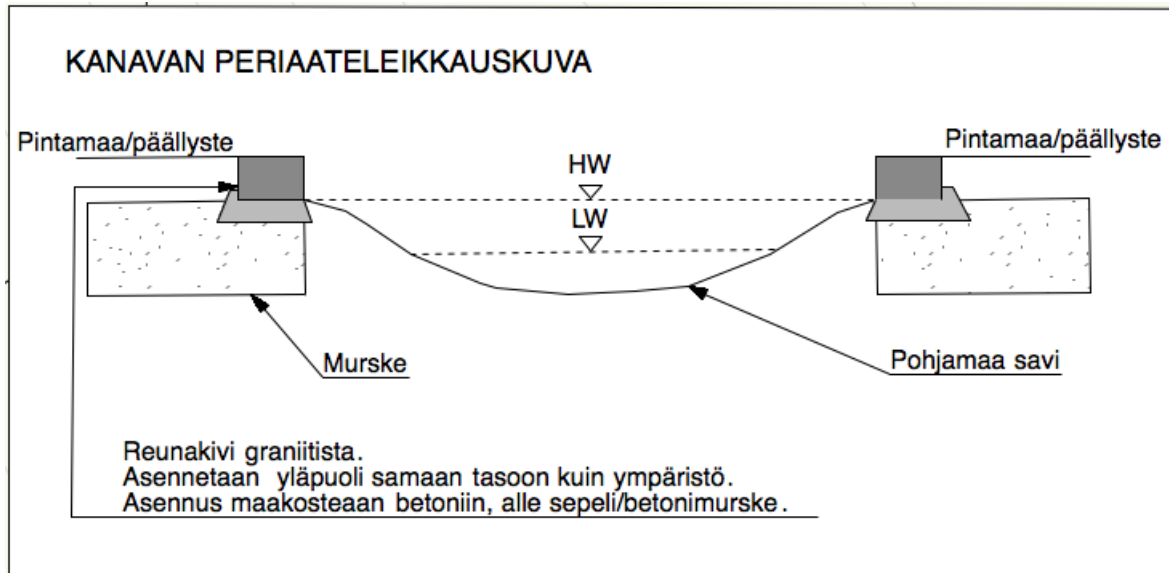 KANAVAN PERIAATELEIKKAUSKUVA
Pintamaa/päällyste
Pintamaa/päällyste
HW
LW
Murske
Pohjamaa savi
Reunakivi graniitista.
Asennetaan yläpuoli samaan tasoon kuin ympäristö.
Asennus maakosteaan betoniin, alle sepeli/betonimurske.